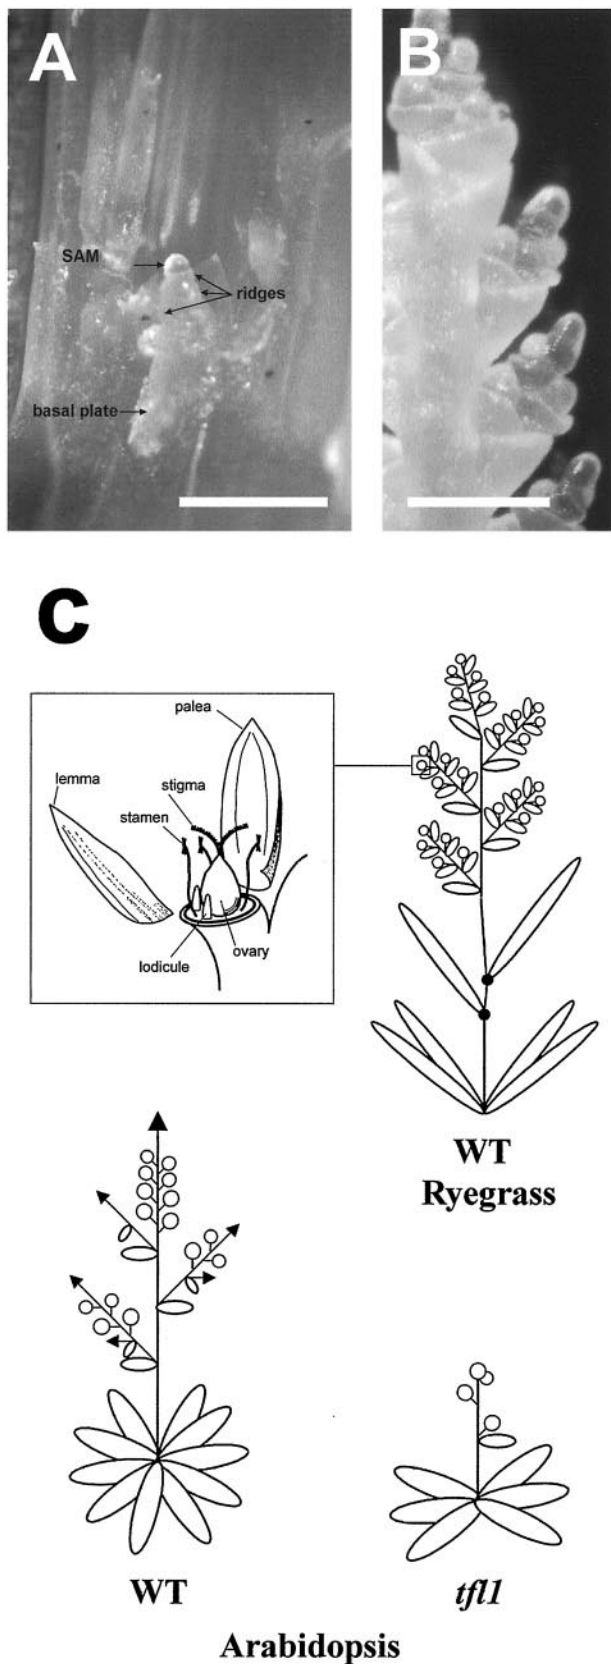 A
B
SAM
ridges
basal plate
C
palea
lemma
stigma
stamen
lodicule
ovary
WT
Ryegrass
WT
tfl1
Arabidopsis